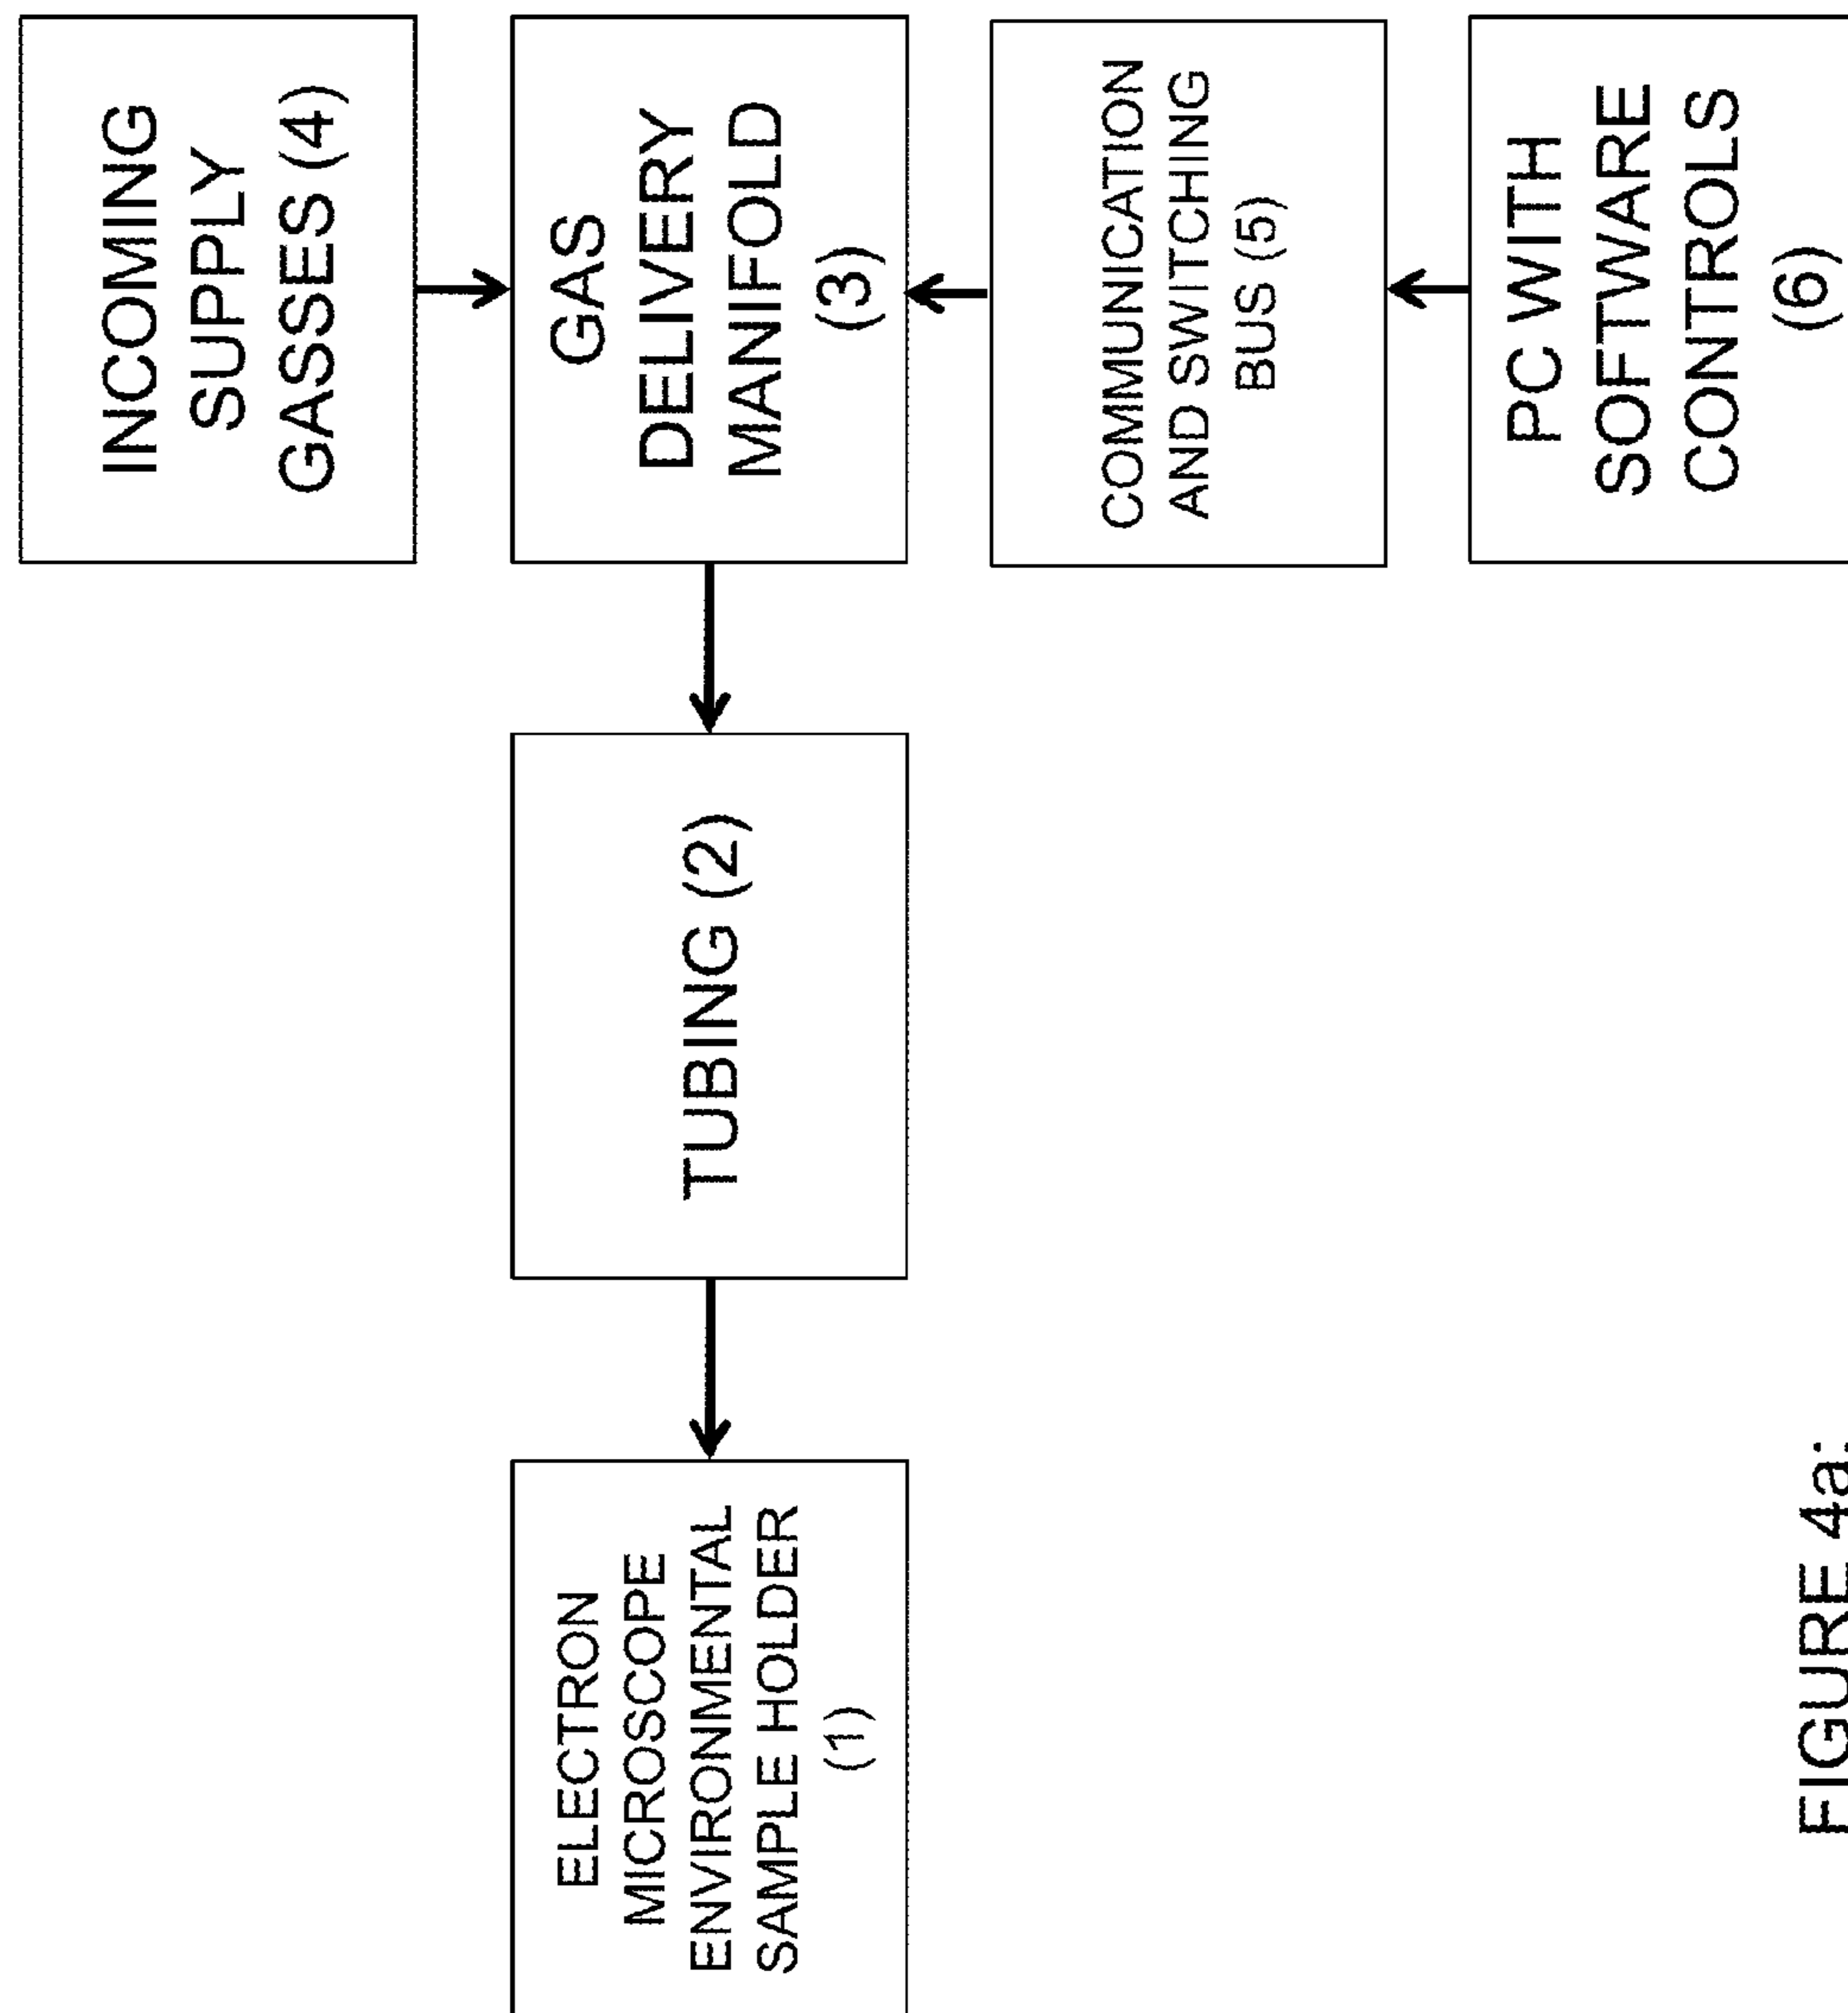 ELECTRON
MICROSCOPE
ENVIRONMENTAL
SAMPLE HOLDER
(1)
TUBING (2)
INCOMING
SUPPLY
GASSES (4)
GAS
DELIVERY
MANIFOLD
(3)
COMMUNICATION
AND SWITCHING
BUS (5)
PC WITH
SOFTWARE
CONTROLS
(6)
FIGURE 4a: